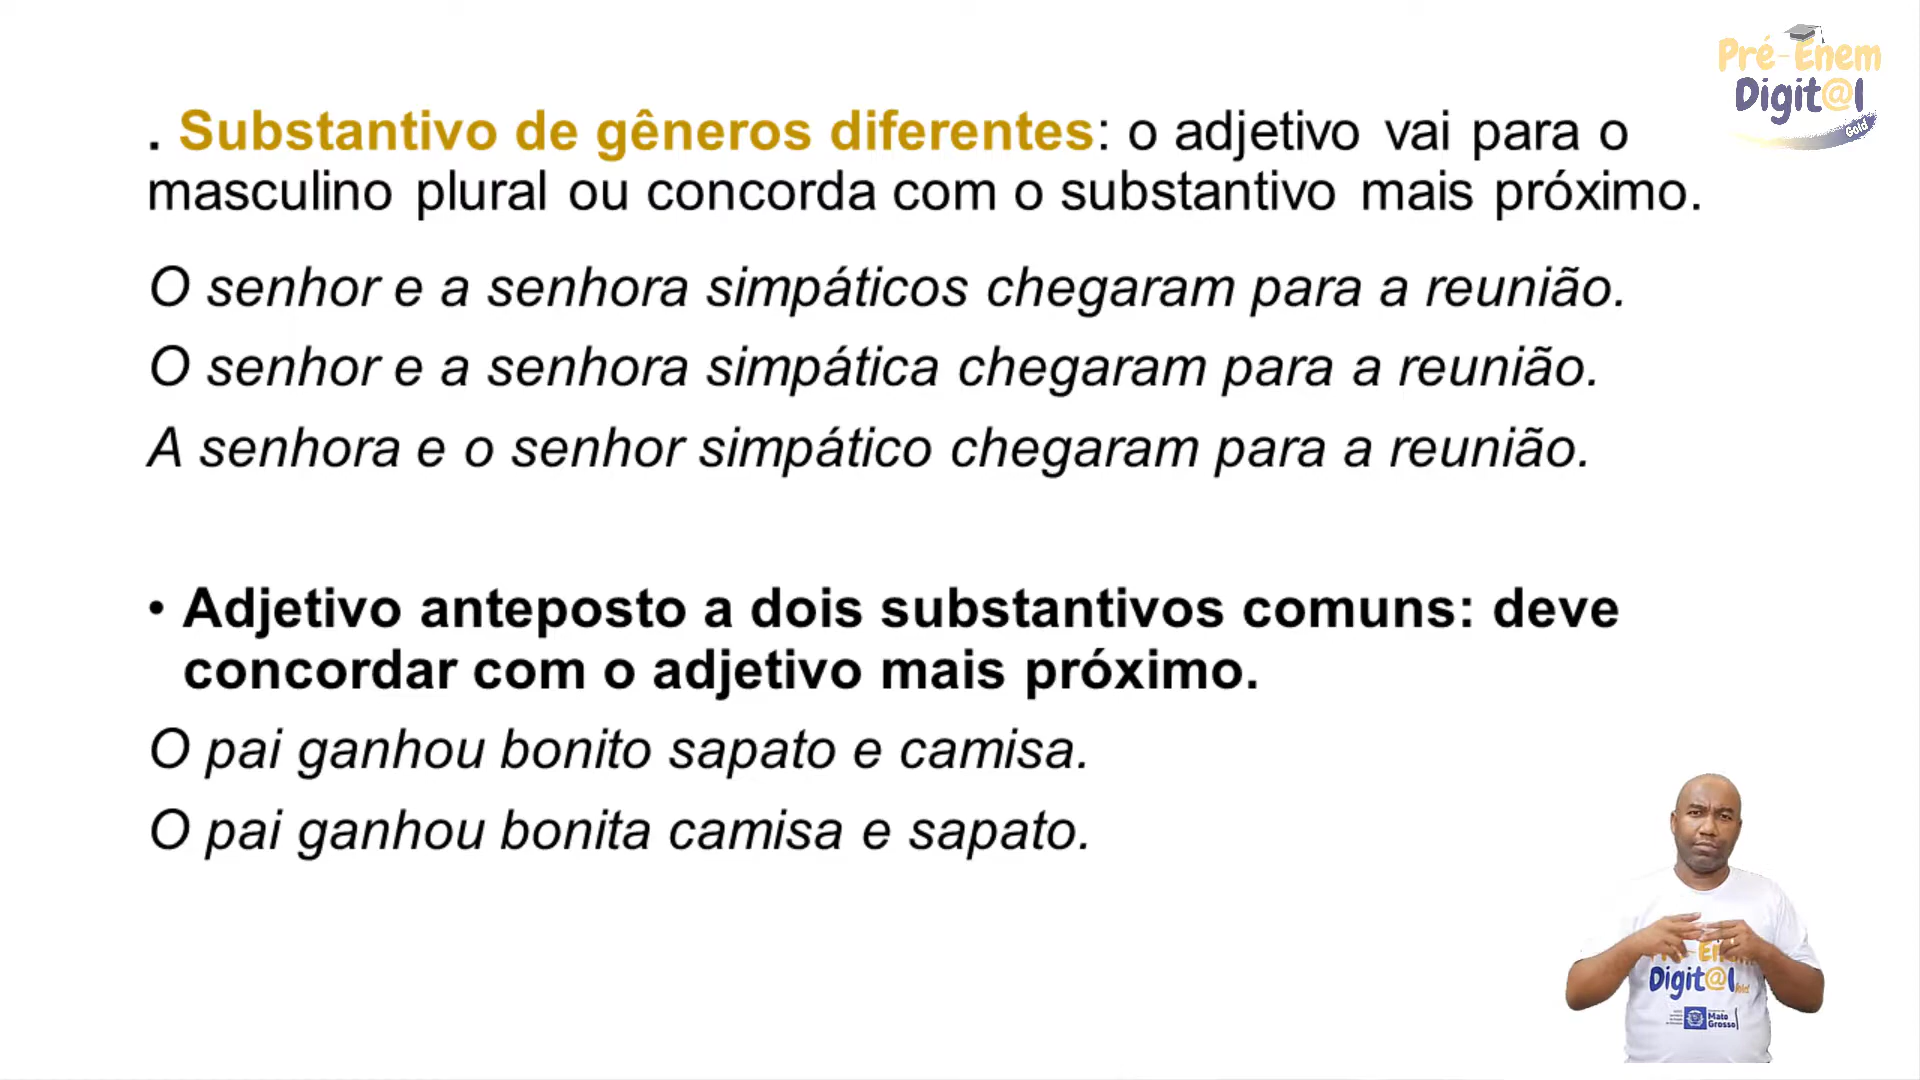 Pré-Enem
Digit@l
Gold
. Substantivo de gêneros diferentes: o adjetivo vai para o
masculino plural ou concorda com o substantivo mais próximo.
O senhor e a senhora simpáticos chegaram para a reunião.
O senhor e a senhora simpática chegaram para a reunião.
A senhora e o senhor simpático chegaram para a reunião.
• Adjetivo anteposto a dois substantivos comuns: deve
concordar com o adjetivo mais próximo.
O pai ganhou bonito sapato e camisa.
O pai ganhou bonita camisa e sapato.
Digit@l
Mato
Grosso